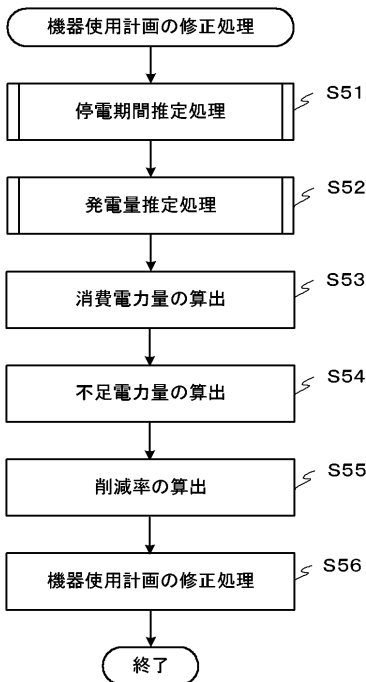 機器使用計画の修正処理
停電期間推定処理
S51
発電量推定処理
S52
消費電力量の算出
S53
不足電力量の算出
S54
削減率の算出
S55
機器使用計画の修正処理
S56
終了